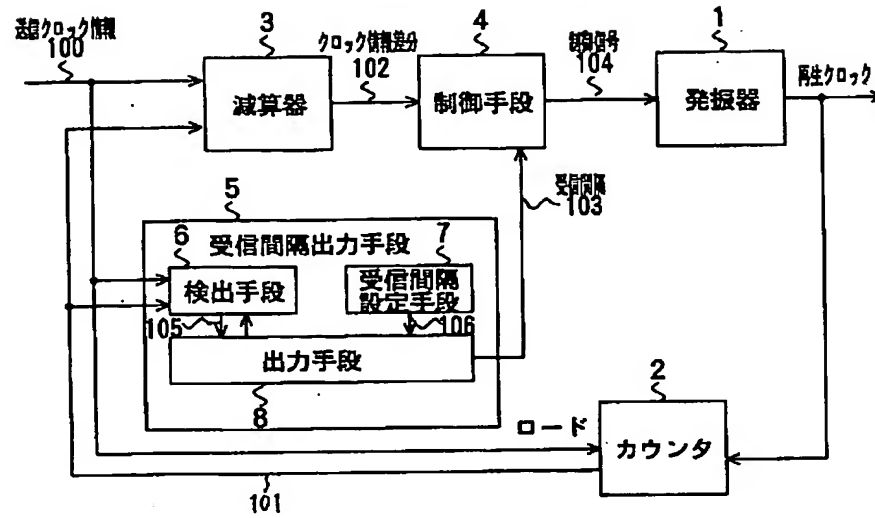 送信クロック情報
100
3
減算器
クロック情報差分
102
4
制御手段
制御信号
104
1
発振器
再生クロック
受信間隔
103
5
受信間隔出力手段
6
検出手段
7
受信間隔
設定手段
105
106
出力手段
8
ロード
2
カウンタ
101